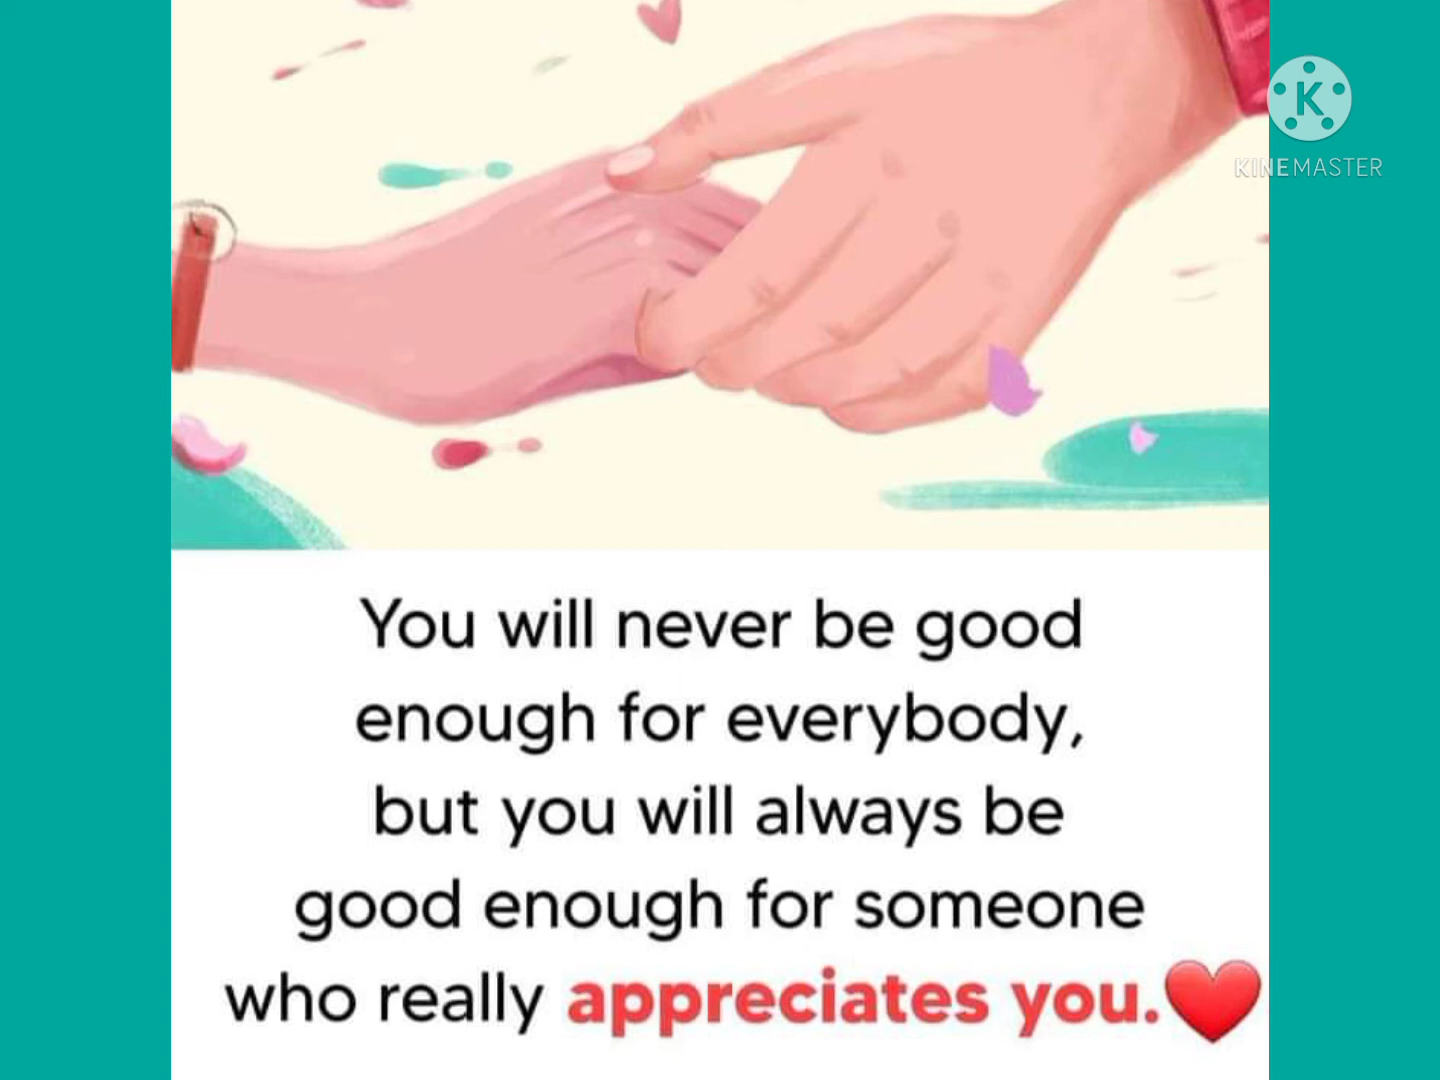 K
KINEMASTER
You will never be good
enough for everybody,
but you will always be
good enough for someone
who really appreciates you.❤️